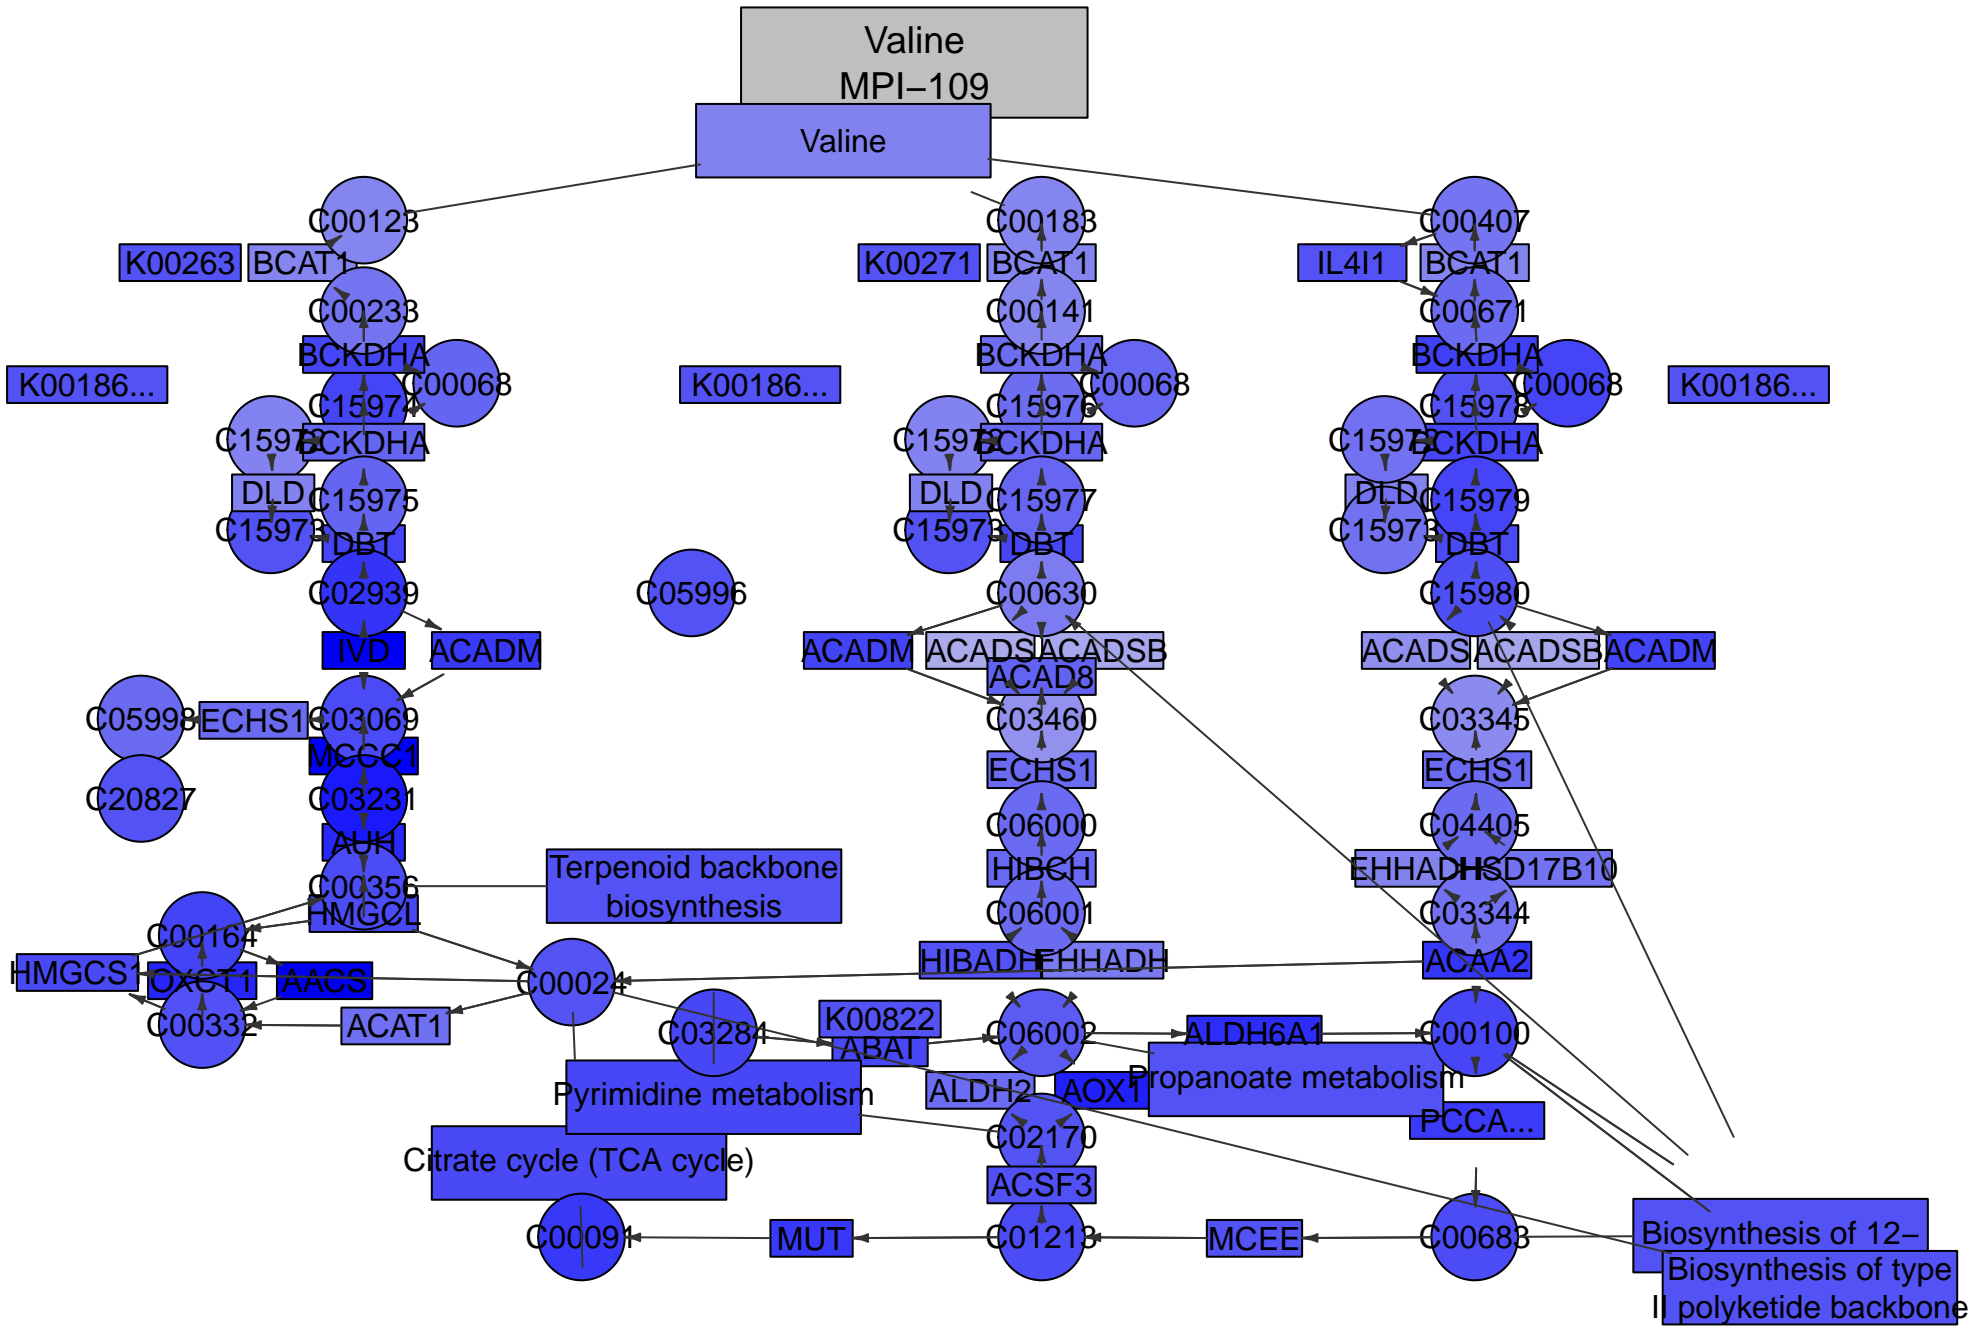 Valine
MPI−109
Valine
C00123
C00183
C00407
K00263
BCAT1
K00271
BCAT1
IL4I1
BCAT1
C00233
C00141
C00671
BCKDHA
BCKDHA
BCKDHA
K00186...
C00068
K00186...
C00068
C00068
K00186...
C15974
C15976
C15978
C15972
BCKDHA
C15972
BCKDHA
C15972
BCKDHA
DLD
C15975
DLD
C15977
DLD
C15979
C15973
DBT
C15973
DBT
C15973
DBT
C02939
C05996
C00630
C15980
IVD
ACADM
ACADM
ACADS
ACADSB
ACADS
ACADSB
ACADM
ACAD8
C05998
ECHS1
C03069
C03460
C03345
MCCC1
ECHS1
ECHS1
C20827
C03231
C06000
C04405
AUH
HIBCH
EHHADH
HSD17B10
Terpenoid backbone
biosynthesis
C00356
HMGCL
C06001
C03344
C00164
HMGCS1
OXCT1
AACS
C00024
HIBADH
EHHADH
ACAA2
C00332
ACAT1
C03284
K00822
ABAT
C06002
ALDH6A1
C00100
Pyrimidine metabolism
ALDH2
AOX1
Propanoate metabolism
PCCA...
C02170
Citrate cycle (TCA cycle)
ACSF3
C00091
MUT
C01213
MCEE
C00683
Biosynthesis of 12−
Biosynthesis of type
II polyketide backbone